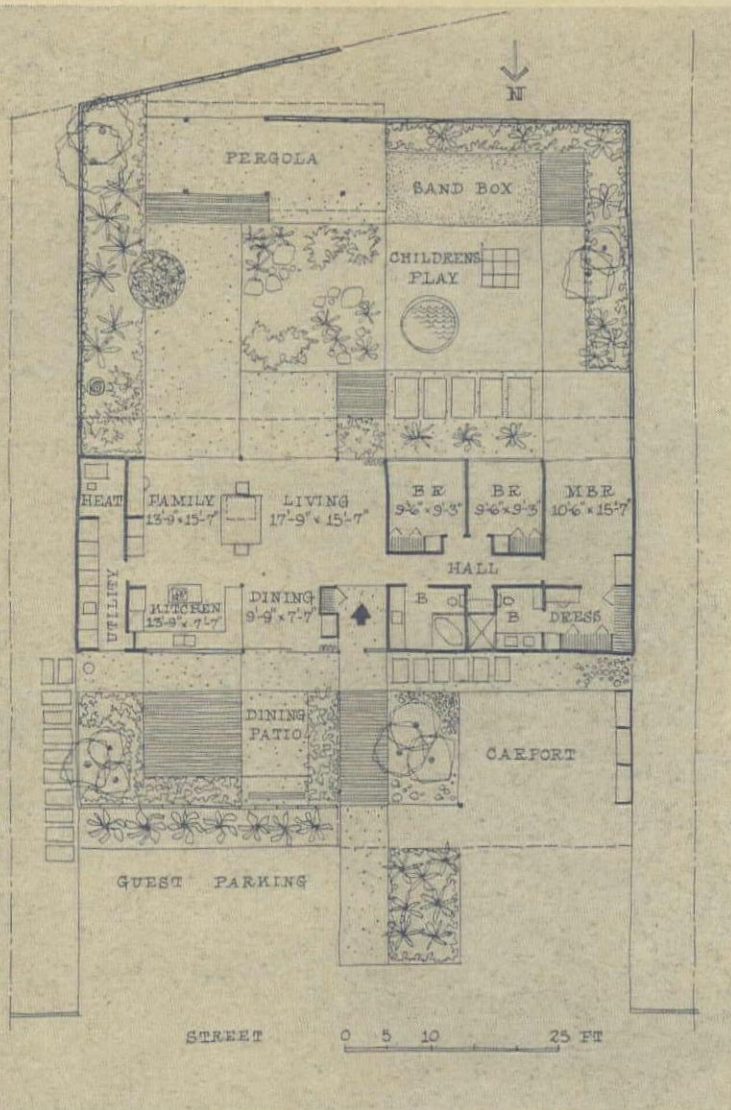 N
PERGOLA
SAND BOX
CHILDRENS
PLAY
HEAT
FAMILY
13'-9" x 15'-7"
LIVING
17'-9" x 15'-7"
BR
9'-6" x 9'-3"
BR
9'-6" x 9'-3"
MBR
10'-6" x 15'-7"
HALL
UTILITY
KITCHEN
13'-9" x 7'-7"
DINING
9'-9" x 7'-7"
B
B
DRESS
DINING
PATIO
CARPORT
GUEST PARKING
STREET
0 5 10 25 FT